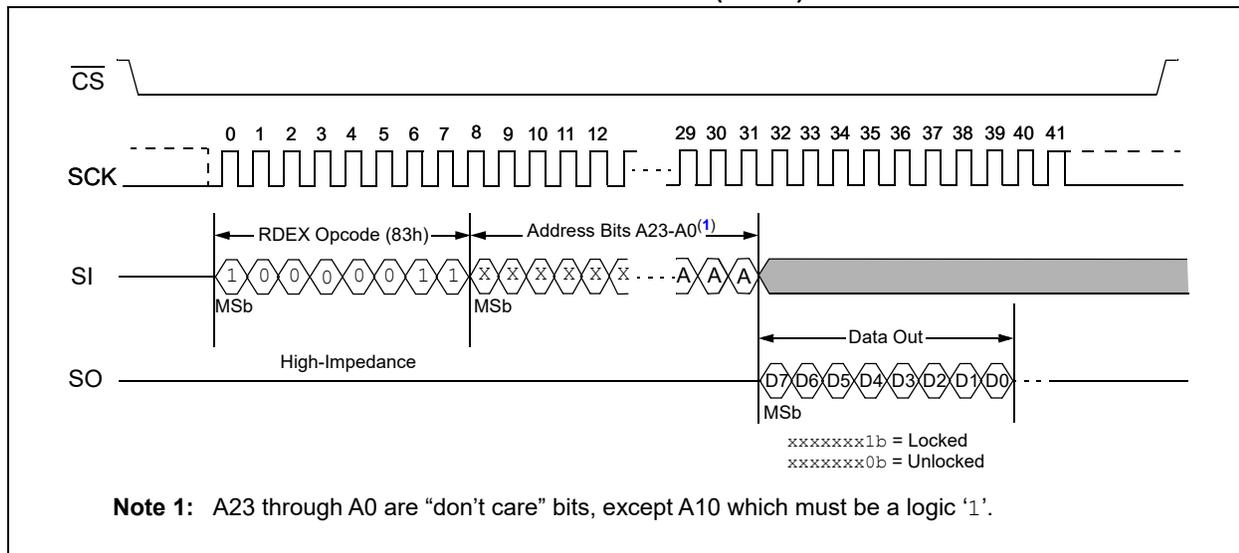 CS
0 1 2 3 4 5 6 7 8 9 10 11 12 29 30 31 32 33 34 35 36 37 38 39 40 41
SCK
RDEX Opcode (83h) Address Bits A23-A0(1)
SI 1 0 0 0 0 0 1 1 X X X X X X A A A
MSb MSb
Data Out
High-Impedance
SO D7 D6 D5 D4 D3 D2 D1 D0
MSb
xxxxxxx1b = Locked
xxxxxxx0b = Unlocked
Note 1: A23 through A0 are “don’t care” bits, except A10 which must be a logic ‘1’.